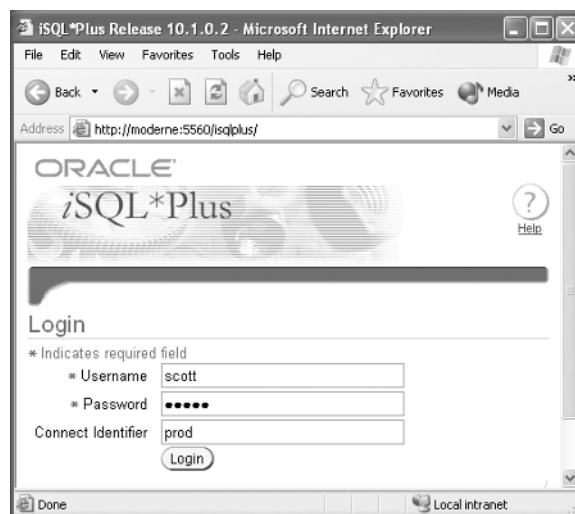 iSQL*Plus Release 10.1.0.2 - Microsoft Internet Explorer
File Edit View Favorites Tools Help
Back Search Favorites Media »
Address http://moderne:5560/isqlplus/ Go
ORACLE
iSQL*Plus
Help
Login
* Indicates required field
* Username scott
* Password •••••
Connect Identifier prod
Login
Done Local intranet